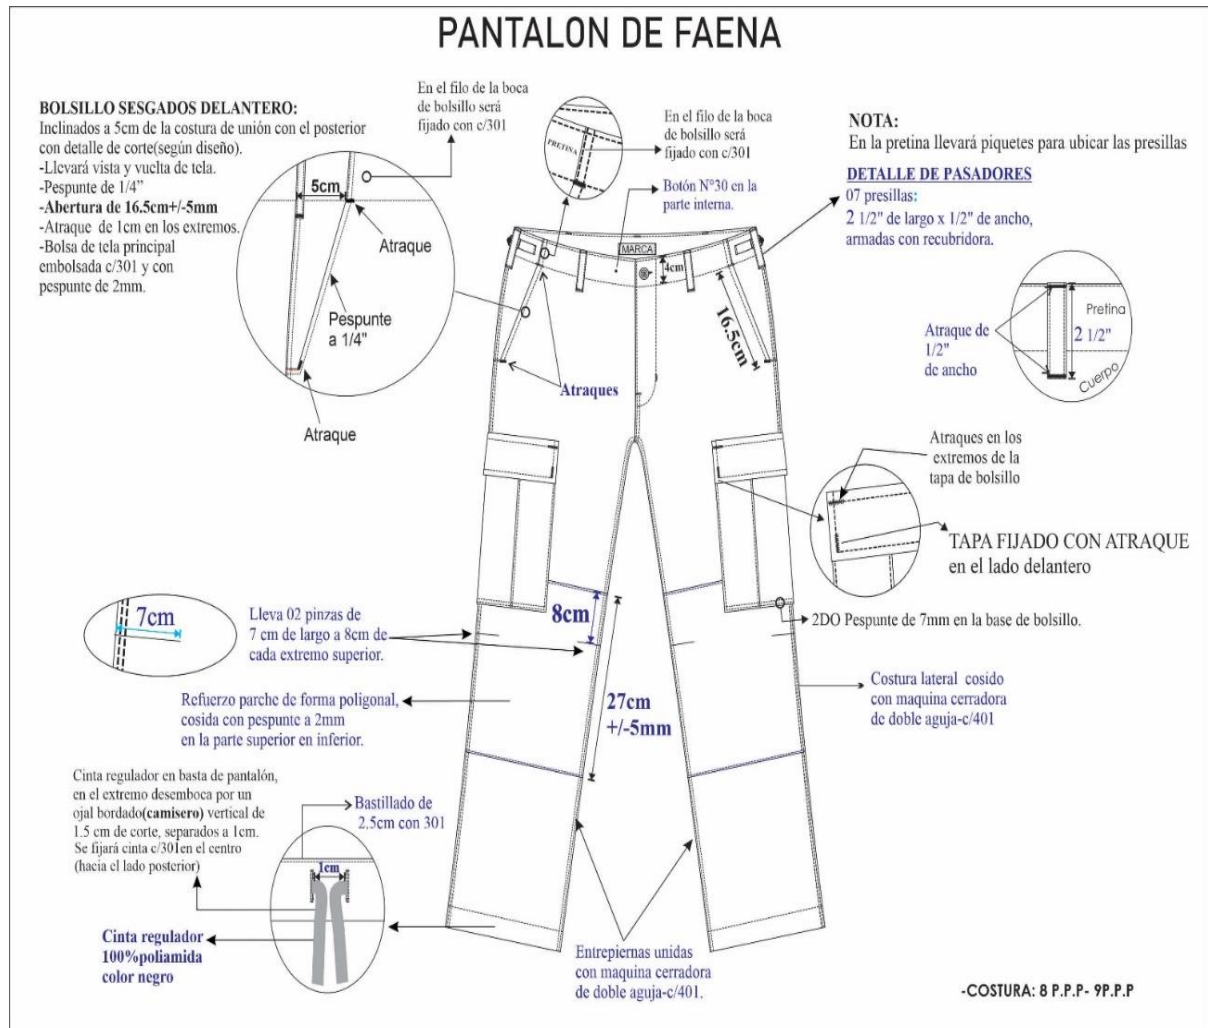 PANTALON DE FAENA
BOLSILLO SESGADOS DELANTERO:
Inclinados a 5cm de la costura de unión con el posterior
con detalle de corte(según diseño).
-Llevará vista y vuelta de tela.
-Pespunte de 1/4”
-Abertura de 16.5cm+/-5mm
-Atraque de 1cm en los extremos.
-Bolsa de tela principal
embolsada c/301 y con
pespunte de 2mm.
5cm
Atraque
Pespunte
a 1/4"
Atraque
En el filo de la boca
de bolsillo será
fijado con c/301
PRETINA
En el filo de la boca
de bolsillo será
fijado con c/301
Botón N°30 en la
parte interna.
NOTA:
En la pretina llevará piquetes para ubicar las presillas
DETALLE DE PASADORES
07 presillas:
2 1/2" de largo x 1/2" de ancho,
armadas con recubridora.
MARCA
4cm
16.5cm
Atraques
Atraque de
1/2"
de ancho
Pretina
2 1/2"
Cuerpo
Atraques en los
extremos de la
tapa de bolsillo
TAPA FIJADO CON ATRAQUE
en el lado delantero
2DO Pespunte de 7mm en la base de bolsillo.
7cm
Lleva 02 pinzas de
7 cm de largo a 8cm de
cada extremo superior.
8cm
27cm
+/-5mm
Refuerzo parche de forma poligonal,
cosida con pespunte a 2mm
en la parte superior en inferior.
Costura lateral cosido
con maquina cerradora
de doble aguja-c/401
Cinta regulador en basta de pantalón,
en el extremo desemboca por un
ojal bordado(camisero) vertical de
1.5 cm de corte, separados a 1cm.
Se fijará cinta c/301en el centro
(hacia el lado posterior)
Bastillado de
2.5cm con 301
1cm
Cinta regulador
100%poliamida
color negro
Entrepiernas unidas
con maquina cerradora
de doble aguja-c/401.
-COSTURA: 8 P.P.P- 9P.P.P